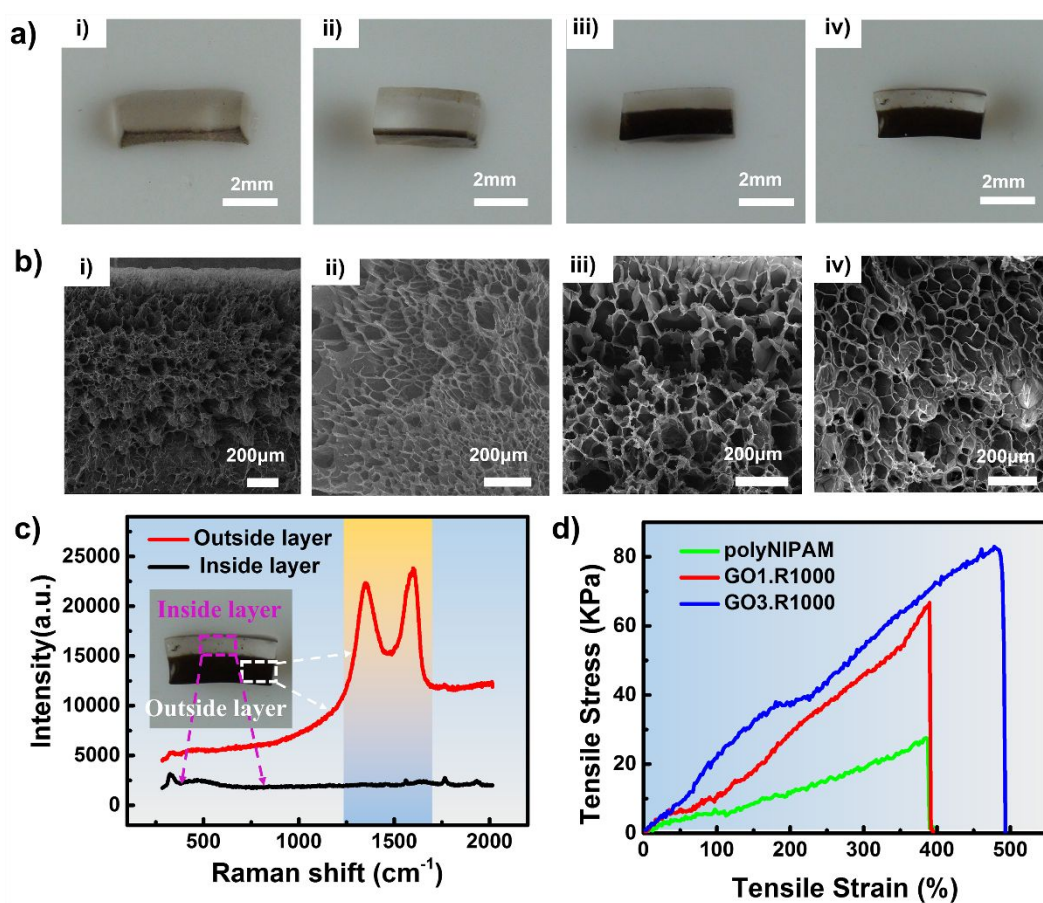 a)
i)
ii)
iii)
iv)
2mm
2mm
2mm
2mm
b)
i)
ii)
iii)
iv)
200μm
200μm
200μm
200μm
c)
Outside layer
Inside layer
25000
20000
15000
10000
5000
0
Intensity(a.u.)
Inside layer
Outside layer
500
1000
1500
2000
Raman shift (cm⁻¹)
d)
polyNIPAM
GO1.R1000
GO3.R1000
80
60
40
20
0
Tensile Stress (KPa)
0
100
200
300
400
500
Tensile Strain (%)